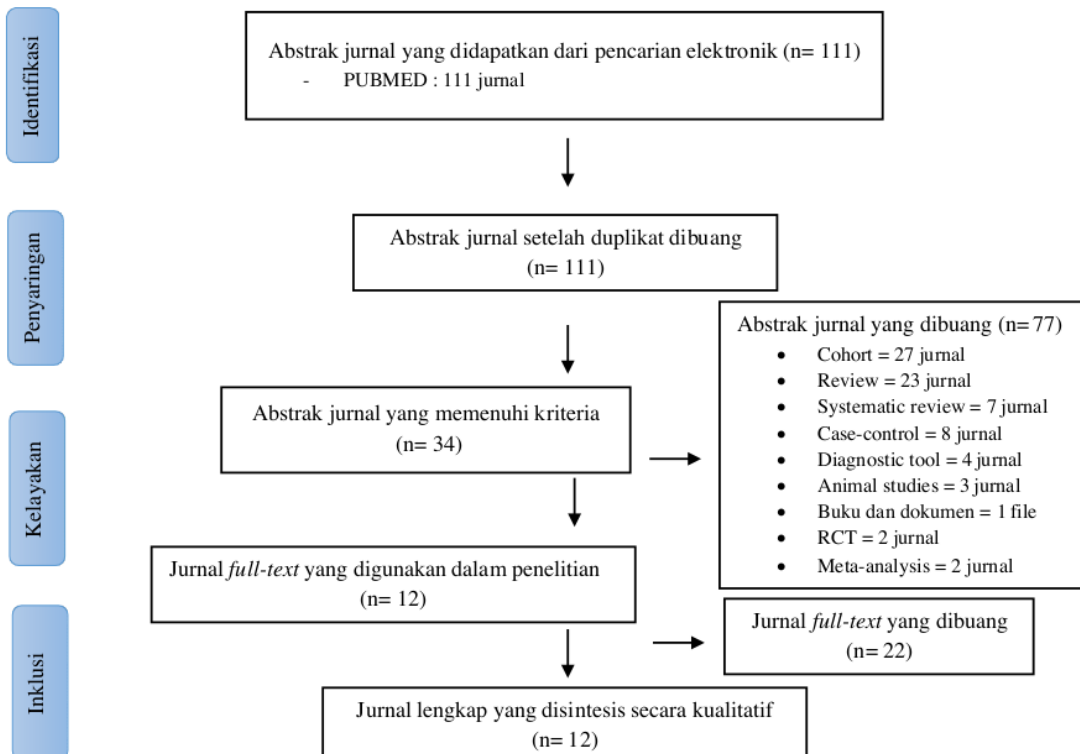 Identifikasi
Abstrak jurnal yang didapatkan dari pencarian elektronik (n= 111)
- PUBMED : 111 jurnal
Penyaringan
Abstrak jurnal setelah duplikat dibuang
(n= 111)
Abstrak jurnal yang dibuang (n= 77)
• Cohort = 27 jurnal
• Review = 23 jurnal
• Systematic review = 7 jurnal
• Case-control = 8 jurnal
• Diagnostic tool = 4 jurnal
• Animal studies = 3 jurnal
• Buku dan dokumen = 1 file
• RCT = 2 jurnal
• Meta-analysis = 2 jurnal
Kelayakan
Abstrak jurnal yang memenuhi kriteria
(n= 34)
Jurnal full-text yang digunakan dalam penelitian
(n= 12)
Jurnal full-text yang dibuang
(n= 22)
Inklusi
Jurnal lengkap yang disintesis secara kualitatif
(n= 12)